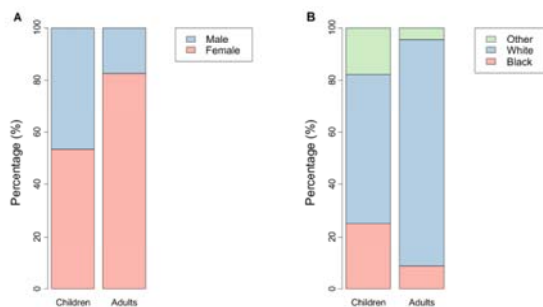 A
Male
Female
Percentage (%)
100
80
60
40
20
0
Children
Adults
B
Other
White
Black
Percentage (%)
100
80
60
40
20
0
Children
Adults